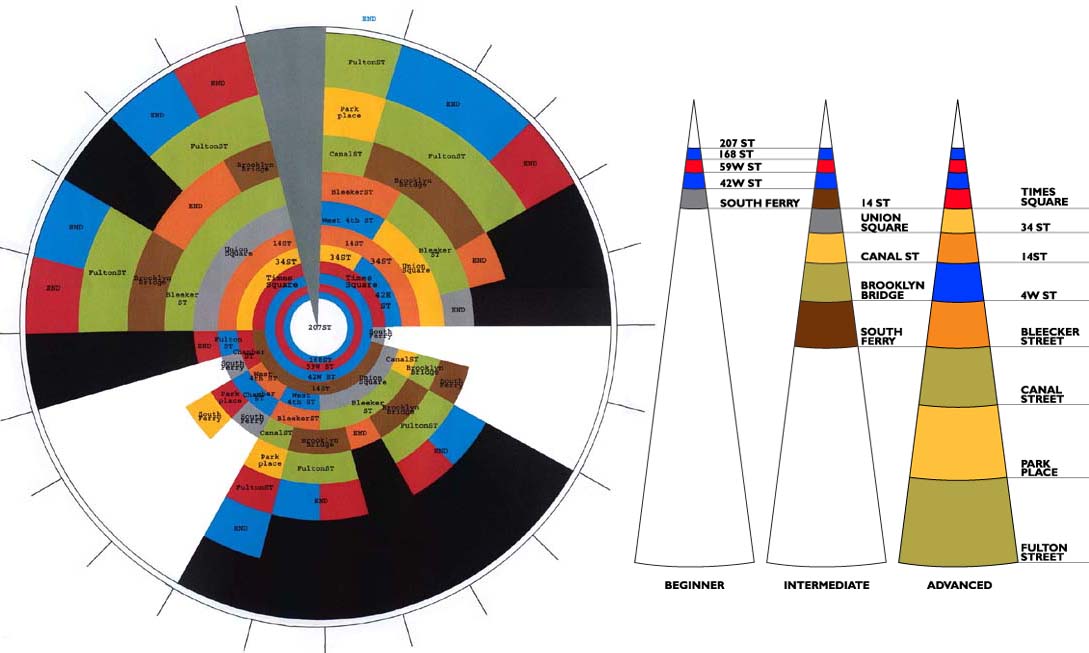 END
FultonST
END
END
END
Park
place
FultonST
CanalST
FultonST
END
Brooklyn
Bridge
Brooklyn
Bridge
END
BleekerST
END
West 4th ST
Union
Square
14ST
14ST
Bleeker
ST
END
34ST
34ST
34ST
Union
Square
FultonST
Brooklyn
Bridge
Times
Square
Times
Square
END
Bleeker
ST
42E
ST
END
207ST
South
Ferry
END
Fulton
ST
Chamber
ST
168ST
59W ST
42W ST
14ST
South
Ferry
CanalST
Brooklyn
Bridge
Union
Square
South
Ferry
West
4th ST
Park
place
Chamber
ST
West
4th ST
Bleeker
ST
Brooklyn
Bridge
South
Ferry
South
Ferry
BleekerST
FultonST
CanalST
Brooklyn
Bridge
END
END
Park
place
FultonST
FultonST
END
END
207 ST
168 ST
59W ST
42W ST
SOUTH FERRY
14 ST
UNION
SQUARE
CANAL ST
BROOKLYN
BRIDGE
SOUTH
FERRY
TIMES
SQUARE
34 ST
14ST
4W ST
BLEECKER
STREET
CANAL
STREET
PARK
PLACE
FULTON
STREET
BEGINNER
INTERMEDIATE
ADVANCED